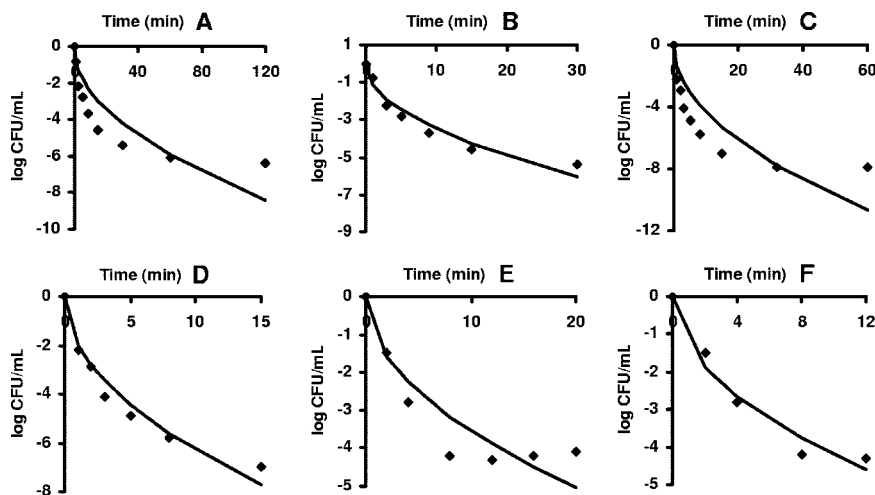 Time (min) A
0 40 80 120
0
-2
-4
-6
-8
-10
log CFU/mL
Time (min) B
0 10 20 30
1
-1
-3
-5
-7
-9
log CFU/mL
Time (min) C
0 20 40 60
0
-4
-8
-12
log CFU/mL
Time (min) D
0 5 10 15
0
-2
-4
-6
-8
log CFU/mL
Time (min) E
0 10 20
0
-1
-2
-3
-4
-5
log CFU/mL
Time (min) F
0 4 8 12
0
-1
-2
-3
-4
-5
log CFU/mL